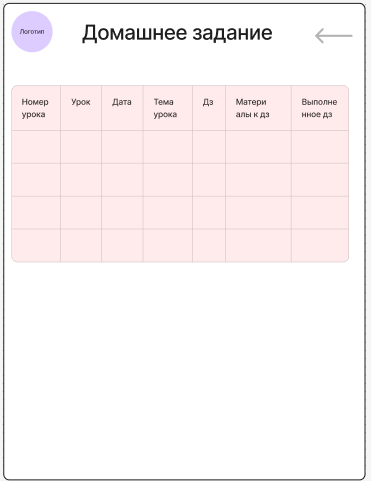 Логотип
Домашнее задание
Номер урока
Урок
Дата
Тема урока
Дз
Матери
алы к дз
Выполне
нное дз